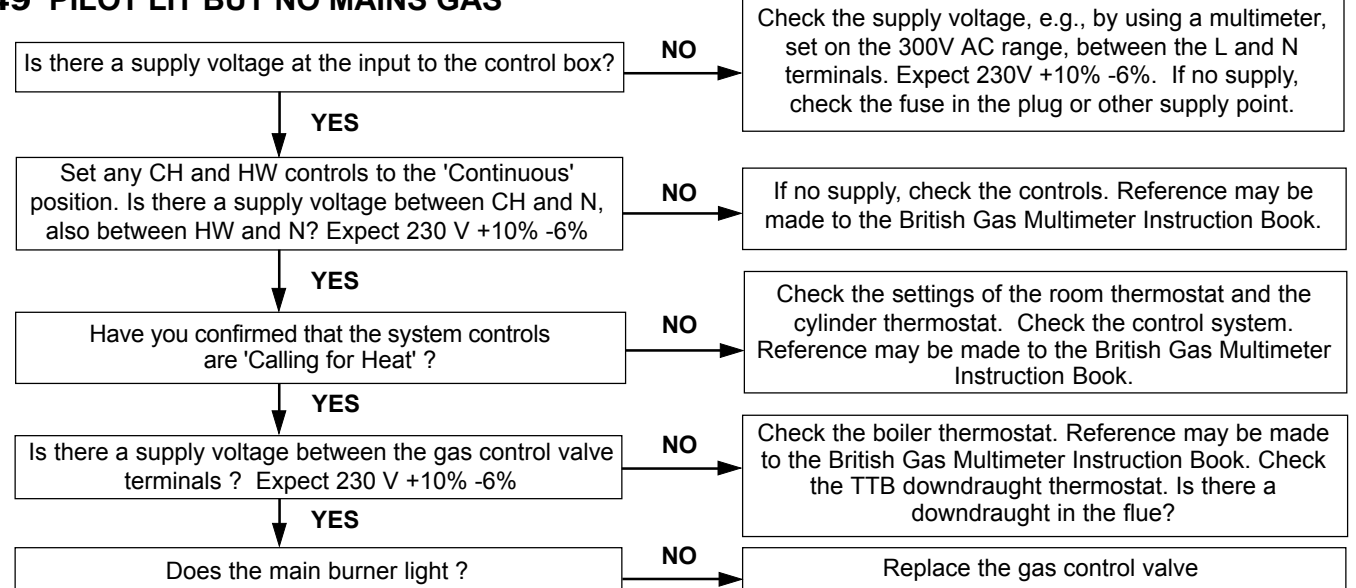 49 PILOT LIT BUT NO MAINS GAS
Is there a supply voltage at the input to the control box?
NO
Check the supply voltage, e.g., by using a multimeter,
set on the 300V AC range, between the L and N
terminals. Expect 230V +10% -6%. If no supply,
check the fuse in the plug or other supply point.
YES
Set any CH and HW controls to the 'Continuous'
position. Is there a supply voltage between CH and N,
also between HW and N? Expect 230 V +10% -6%
NO
If no supply, check the controls. Reference may be
made to the British Gas Multimeter Instruction Book.
YES
Have you confirmed that the system controls
are 'Calling for Heat' ?
NO
Check the settings of the room thermostat and the
cylinder thermostat. Check the control system.
Reference may be made to the British Gas Multimeter
Instruction Book.
YES
Is there a supply voltage between the gas control valve
terminals ? Expect 230 V +10% -6%
NO
Check the boiler thermostat. Reference may be made
to the British Gas Multimeter Instruction Book. Check
the TTB downdraught thermostat. Is there a
downdraught in the flue?
YES
Does the main burner light ?
NO
Replace the gas control valve